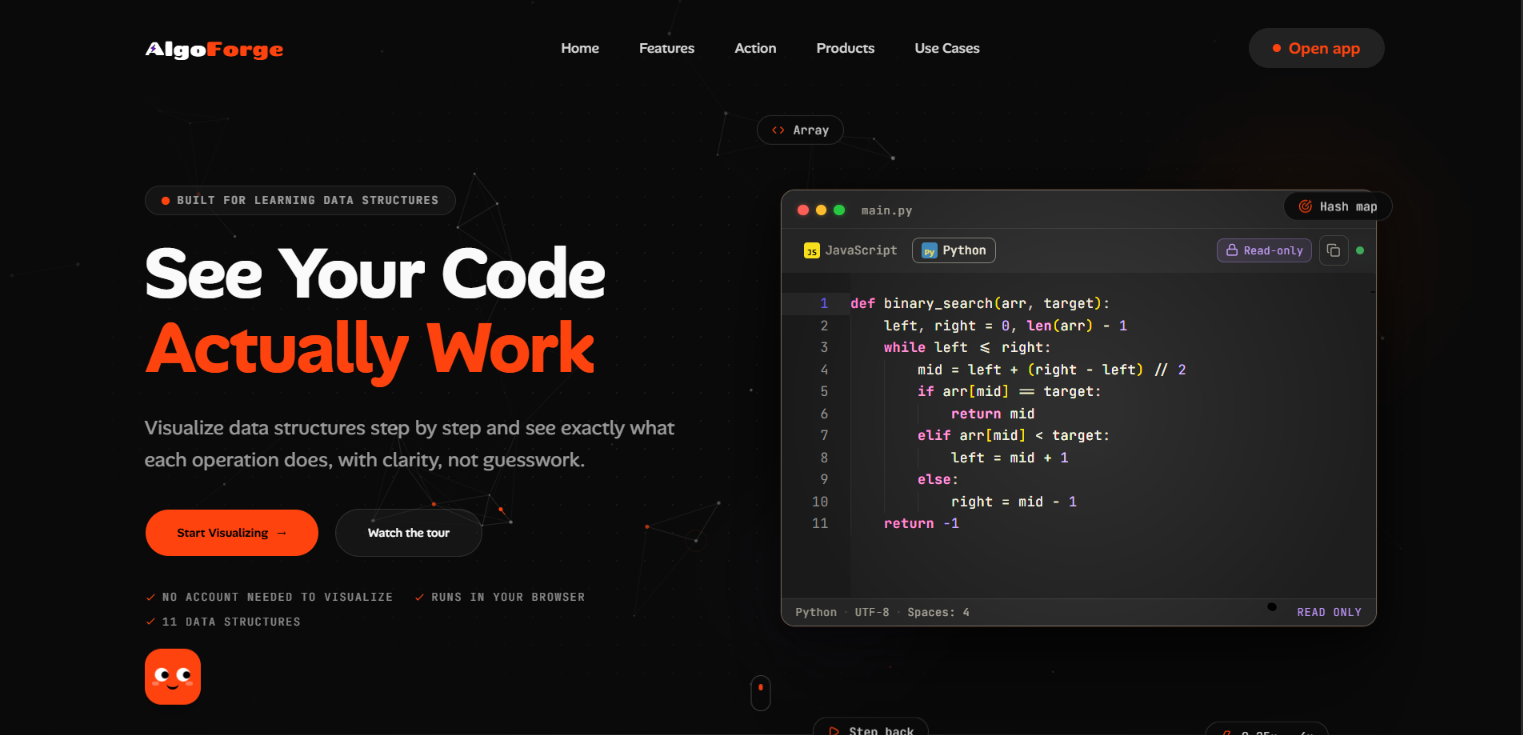 AlgoForge
Home Features Action Products Use Cases
Open app
Array
BUILT FOR LEARNING DATA STRUCTURES
See Your Code
Actually Work
Visualize data structures step by step and see exactly what
each operation does, with clarity, not guesswork.
Start Visualizing →
Watch the tour
✓ NO ACCOUNT NEEDED TO VISUALIZE ✓ RUNS IN YOUR BROWSER
✓ 11 DATA STRUCTURES
main.py
Hash map
JS JavaScript
Py Python
Read-only
1 def binary_search(arr, target):
2 left, right = 0, len(arr) - 1
3 while left <= right:
4 mid = left + (right - left) // 2
5 if arr[mid] == target:
6 return mid
7 elif arr[mid] < target:
8 left = mid + 1
9 else:
10 right = mid - 1
11 return -1
Python · UTF-8 · Spaces: 4
READ ONLY
Step back